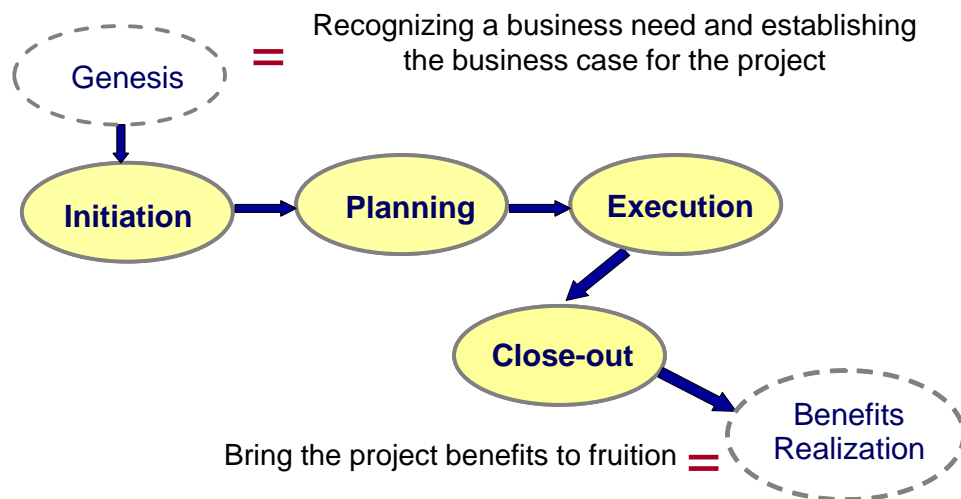 Recognizing a business need and establishing
the business case for the project
=
Genesis
Initiation
Planning
Execution
Close-out
Benefits
Realization
Bring the project benefits to fruition
=